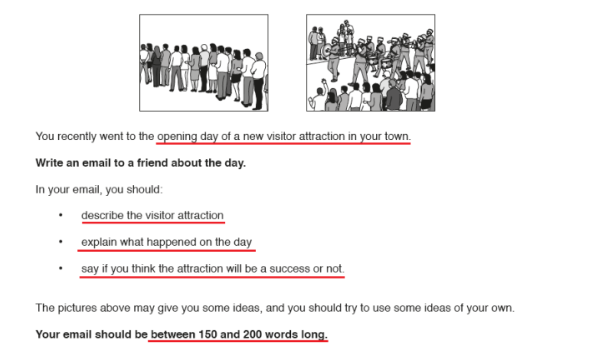 You recently went to the opening day of a new visitor attraction in your town.
Write an email to a friend about the day.
In your email, you should:
• describe the visitor attraction
• explain what happened on the day
• say if you think the attraction will be a success or not.
The pictures above may give you some ideas, and you should try to use some ideas of your own.
Your email should be between 150 and 200 words long.